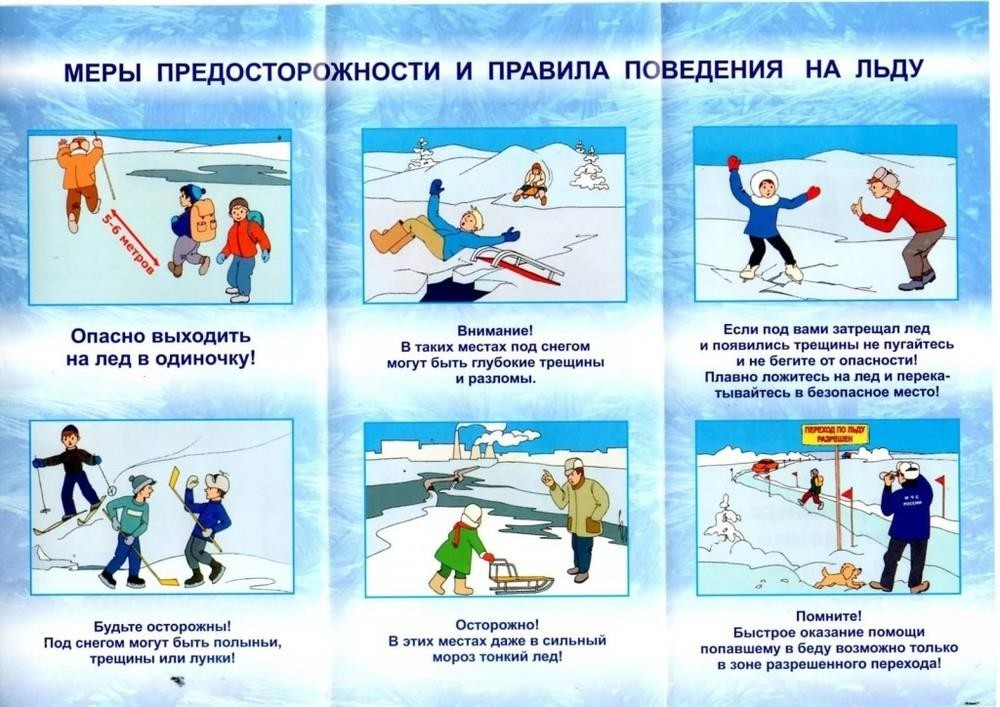 МЕРЫ ПРЕДОСТОРОЖНОСТИ И ПРАВИЛА ПОВЕДЕНИЯ НА ЛЬДУ
5-6 метров
Опасно выходить
на лед в одиночку!
Внимание!
В таких местах под снегом
могут быть глубокие трещины
и разломы.
Если под вами затрещал лед
и появились трещины не пугайтесь
и не бегите от опасности!
Плавно ложитесь на лед и перека-
тывайтесь в безопасное место!
ПЕРЕХОД ПО ЛЬДУ
РАЗРЕШЕН
МЧС
РОССИИ
Будьте осторожны!
Под снегом могут быть полыньи,
трещины или лунки!
Осторожно!
В этих местах даже в сильный
мороз тонкий лед!
Помните!
Быстрое оказание помощи
попавшему в беду возможно только
в зоне разрешенного перехода!